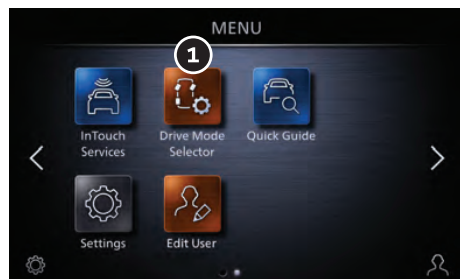 MENU
1
InTouch
Services
Drive Mode
Selector
Quick Guide
Settings
Edit User